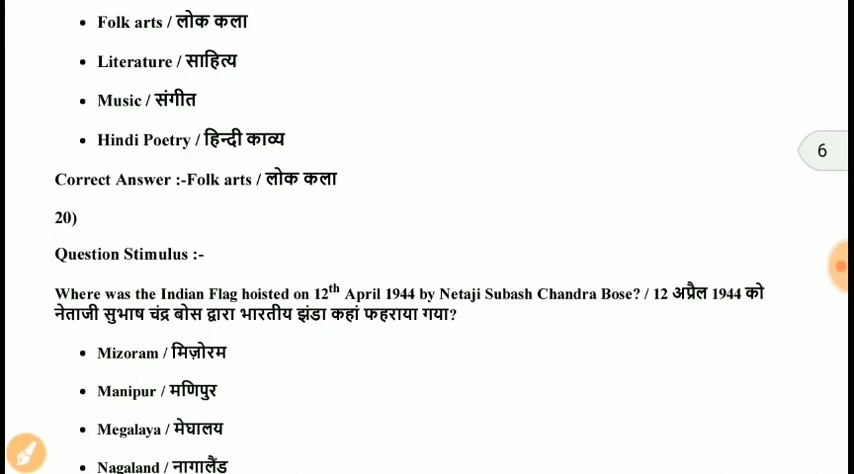 • Folk arts / लोक कला
• Literature / साहित्य
• Music / संगीत
• Hindi Poetry / हिन्दी काव्य
6
Correct Answer :-Folk arts / लोक कला
20)
Question Stimulus :-
Where was the Indian Flag hoisted on 12th April 1944 by Netaji Subash Chandra Bose? / 12 अप्रैल 1944 को
नेताजी सुभाष चंद्र बोस द्वारा भारतीय झंडा कहां फहराया गया?
• Mizoram / मिज़ोरम
• Manipur / मणिपुर
• Megalaya / मेघालय
• Nagaland / नागालैंड